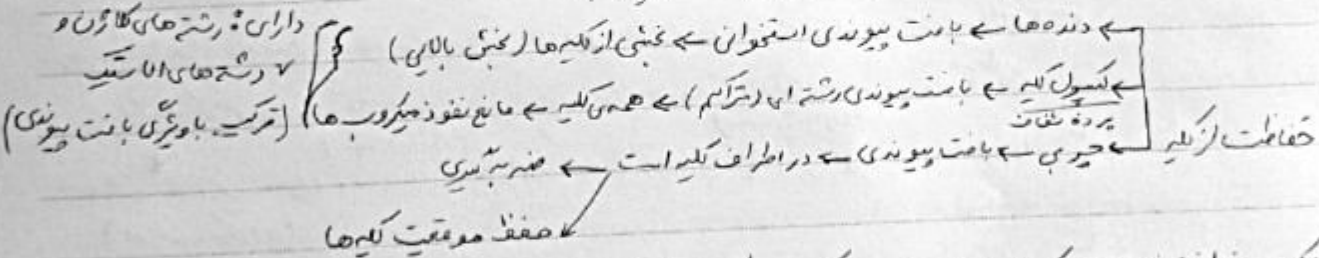 حفاظت از کلیه
← دنده‌ها ← بافت پیوندی استخوانی ← بخشی از کلیه‌ها (بخش بالایی)
← کپسول کلیه ← بافت پیوندی رشته‌ای (متراکم) ← همه‌ی کلیه ← مانع نفوذ میکروب‌ها
پرده شفاف
← چربی ← بافت پیوندی ← در اطراف کلیه است ← ضربه‌گیری
← حفظ موقعیت کلیه‌ها
دارای: رشته‌های کلاژن و
رشته‌های الاستیک
(ترکیب با ویژگی بافت پیوندی)